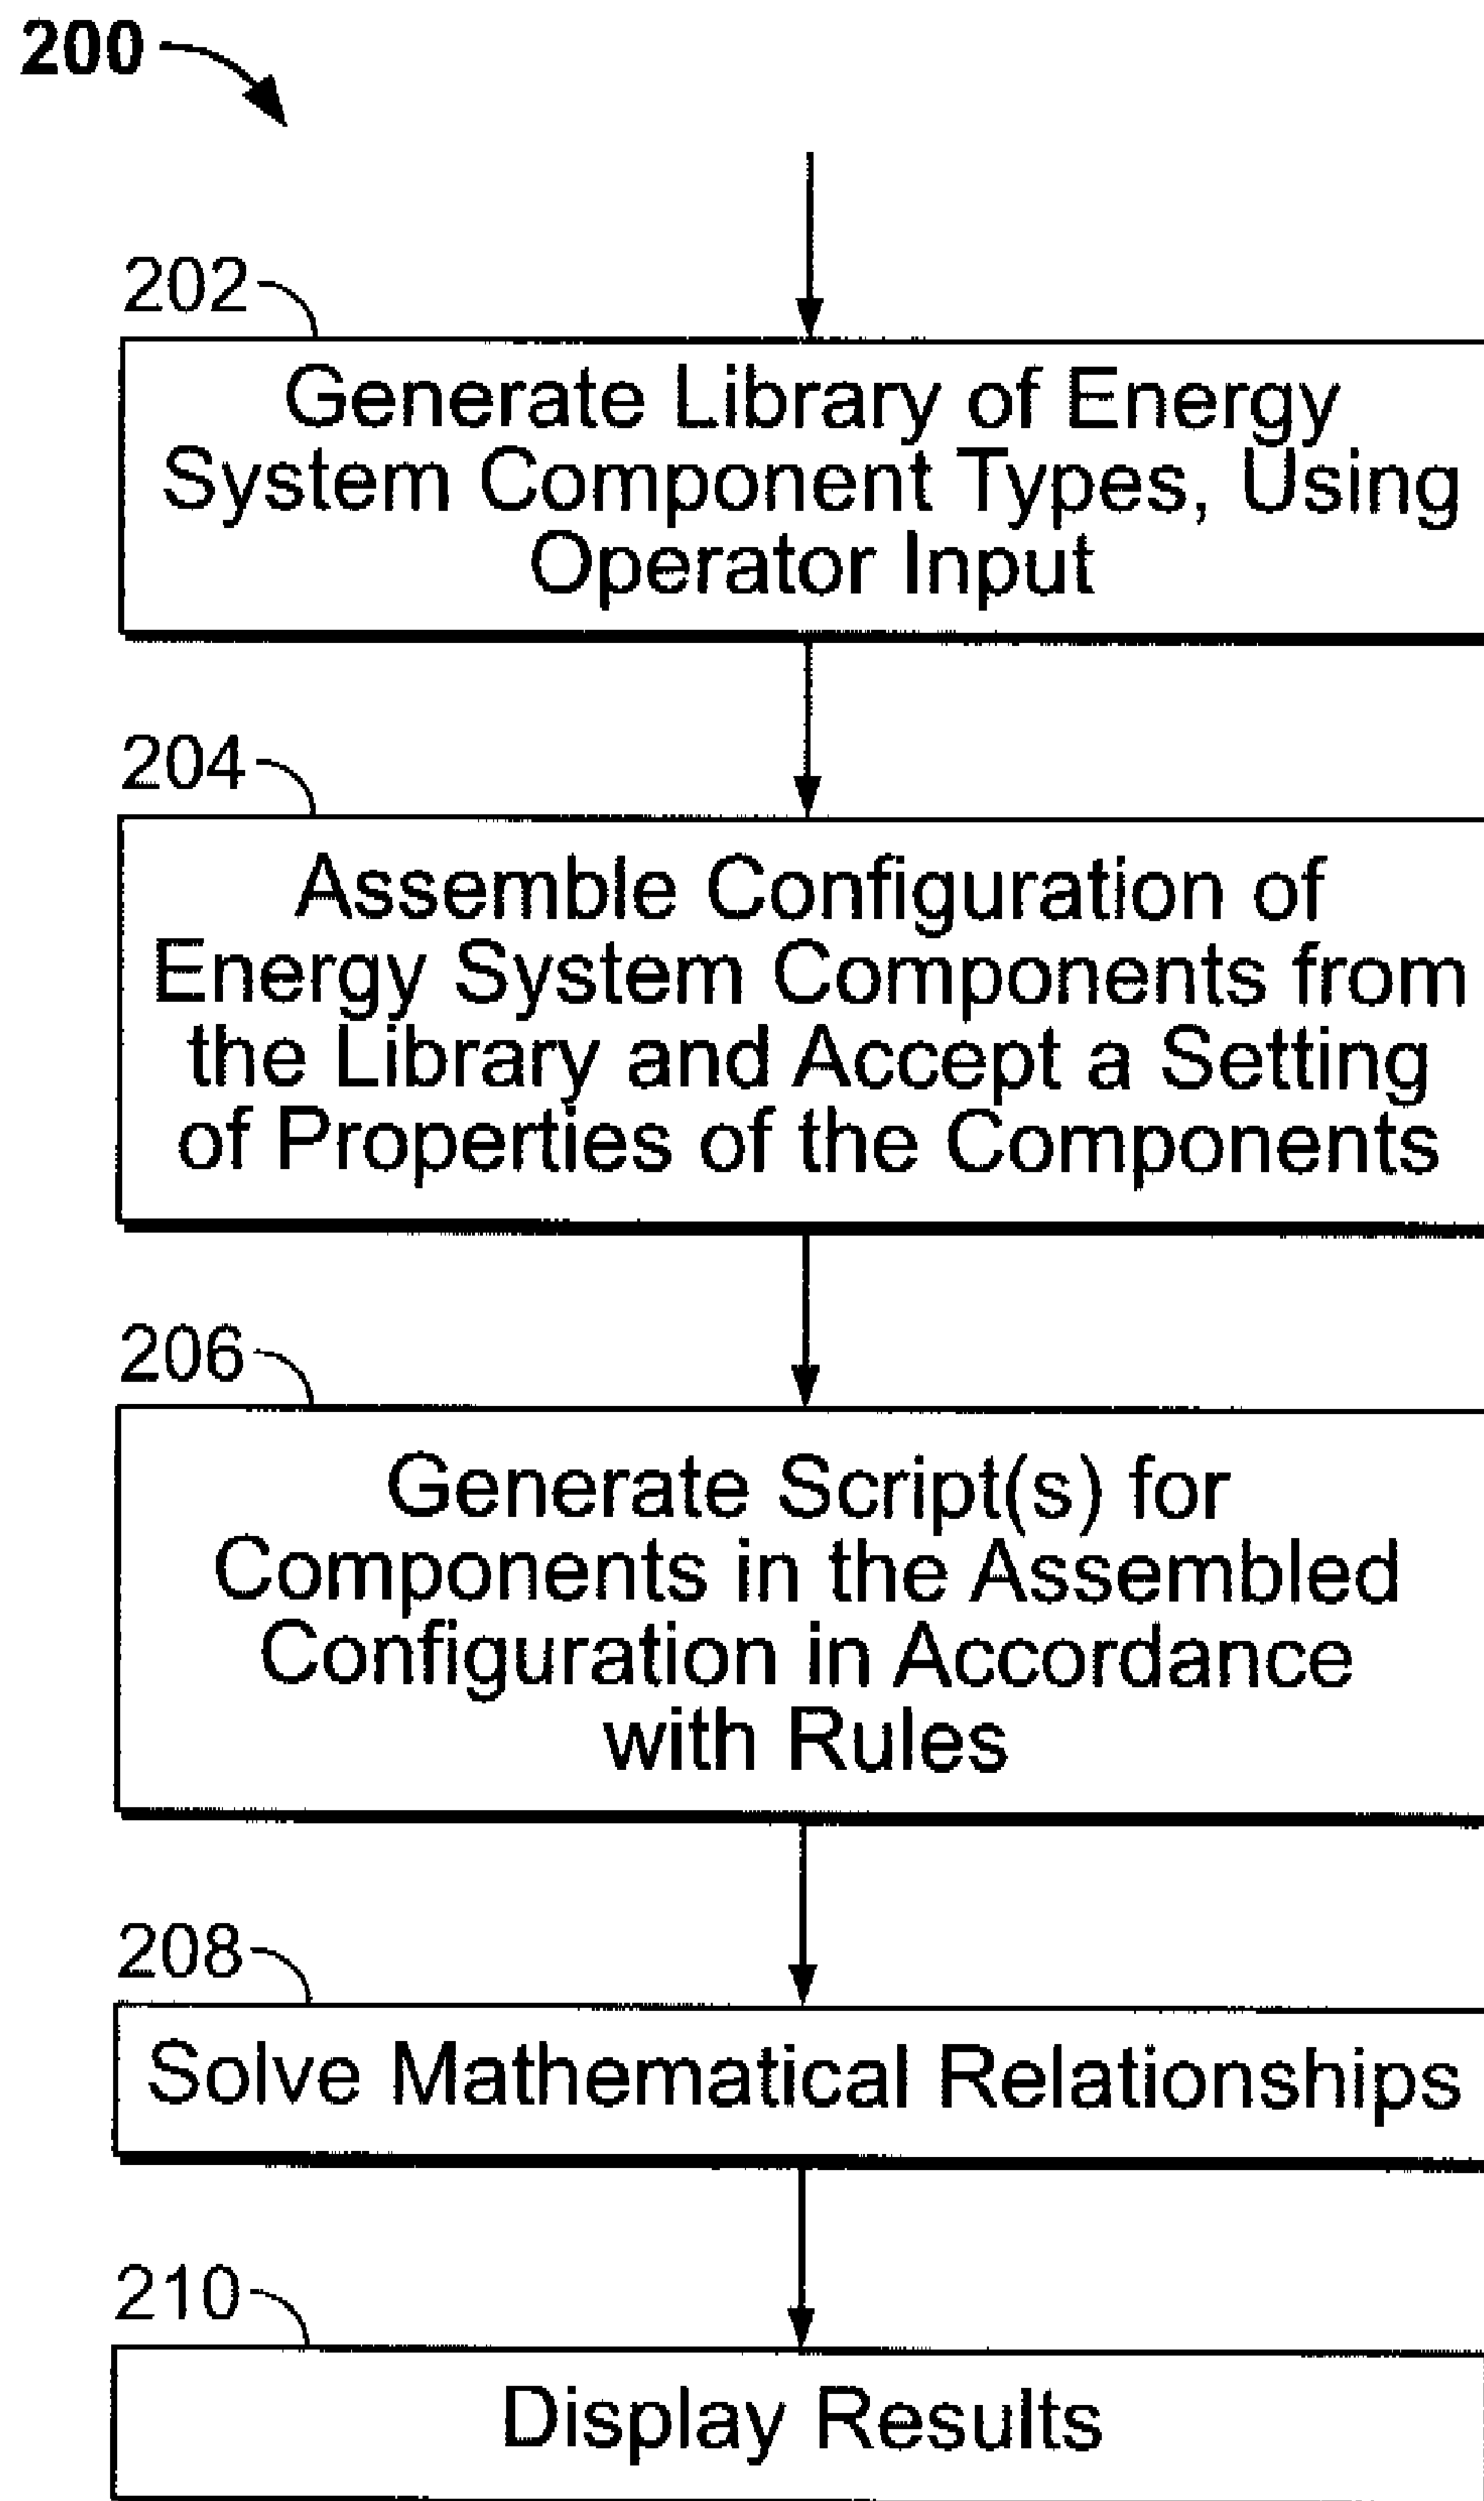 200
202
Generate Library of Energy
System Component Types, Using
Operator Input
204
Assemble Configuration of
Energy System Components from
the Library and Accept a Setting
of Properties of the Components
206
Generate Script(s) for
Components in the Assembled
Configuration in Accordance
with Rules
208
Solve Mathematical Relationships
210
Display Results